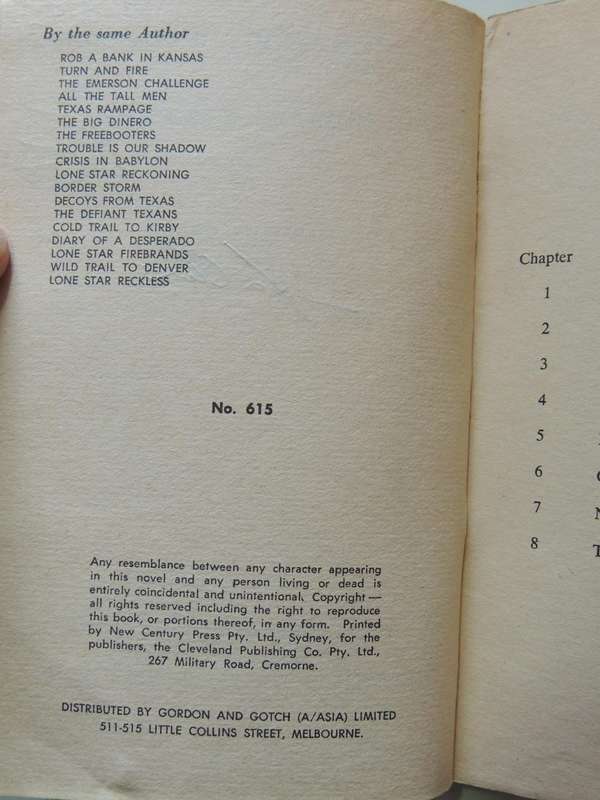 By the same Author
ROB A BANK IN KANSAS
TURN AND FIRE
THE EMERSON CHALLENGE
ALL THE TALL MEN
TEXAS RAMPAGE
THE BIG DINERO
THE FREEBOOTERS
TROUBLE IS OUR SHADOW
CRISIS IN BABYLON
LONE STAR RECKONING
BORDER STORM
DECOYS FROM TEXAS
THE DEFIANT TEXANS
COLD TRAIL TO KIRBY
DIARY OF A DESPERADO
LONE STAR FIREBRANDS
WILD TRAIL TO DENVER
LONE STAR RECKLESS
No. 615
Any resemblance between any character appearing
in this novel and any person living or dead is
entirely coincidental and unintentional. Copyright —
all rights reserved including the right to reproduce
this book, or portions thereof, in any form. Printed
by New Century Press Pty. Ltd., Sydney, for the
publishers, the Cleveland Publishing Co. Pty. Ltd.,
267 Military Road, Cremorne.
DISTRIBUTED BY GORDON AND GOTCH (A/ASIA) LIMITED
511-515 LITTLE COLLINS STREET, MELBOURNE.
Chapter
1
2
3
4
5
6
7
8